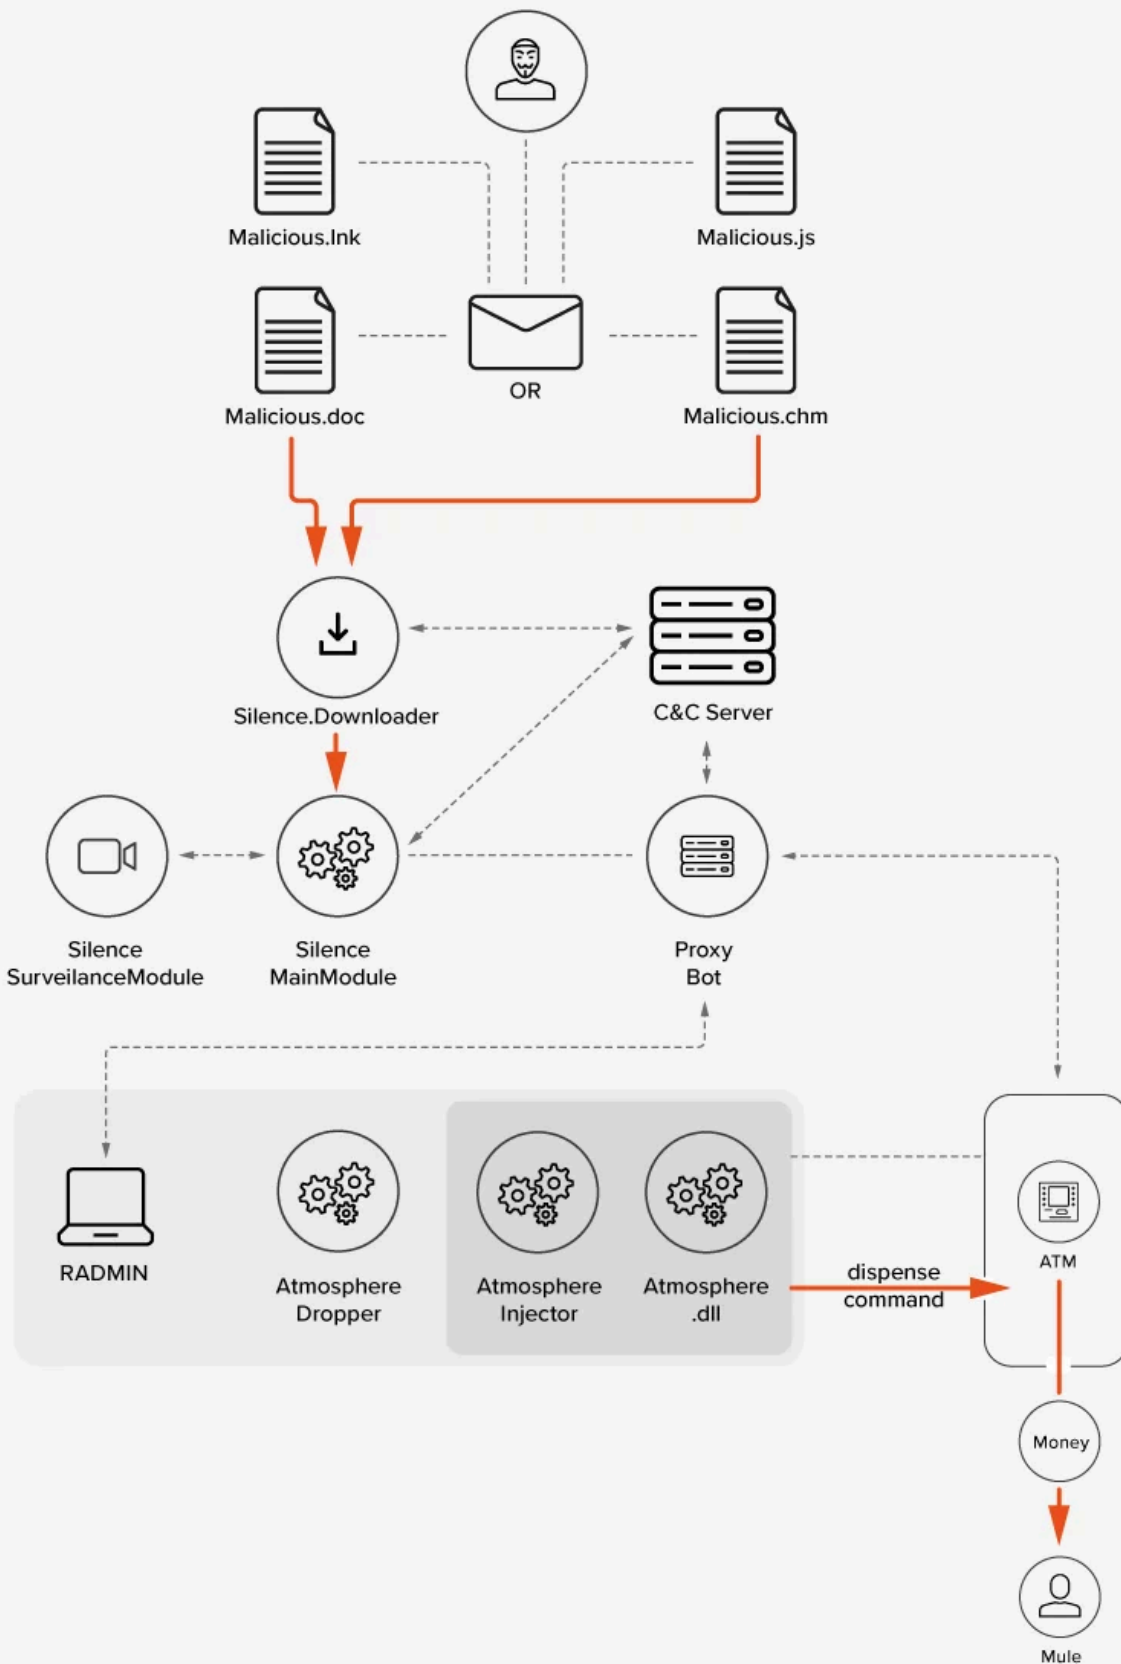 Malicious.lnk
Malicious.js
Malicious.doc
OR
Malicious.chm
Silence.Downloader
C&C Server
Silence
SurveilanceModule
Silence
MainModule
Proxy
Bot
RADMIN
Atmosphere
Dropper
Atmosphere
Injector
Atmosphere
.dll
dispense
command
ATM
Money
Mule